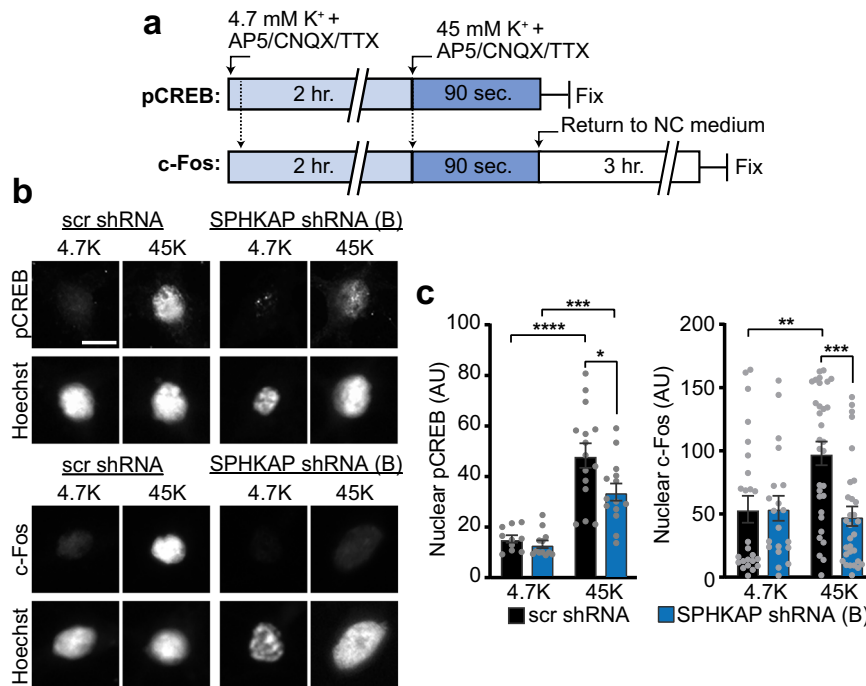 a
4.7 mM K⁺ +
AP5/CNQX/TTX
45 mM K⁺ +
AP5/CNQX/TTX
pCREB:
2 hr.
90 sec.
Fix
Return to NC medium
c-Fos:
2 hr.
90 sec.
3 hr.
Fix
b
scr shRNA
SPHKAP shRNA (B)
4.7K
45K
4.7K
45K
pCREB
Hoechst
scr shRNA
SPHKAP shRNA (B)
4.7K
45K
4.7K
45K
c-Fos
Hoechst
c
Nuclear pCREB (AU)
100
80
60
40
20
0
****
***
*
4.7K
45K
Nuclear c-Fos (AU)
200
150
100
50
0
**
***
4.7K
45K
scr shRNA
SPHKAP shRNA (B)